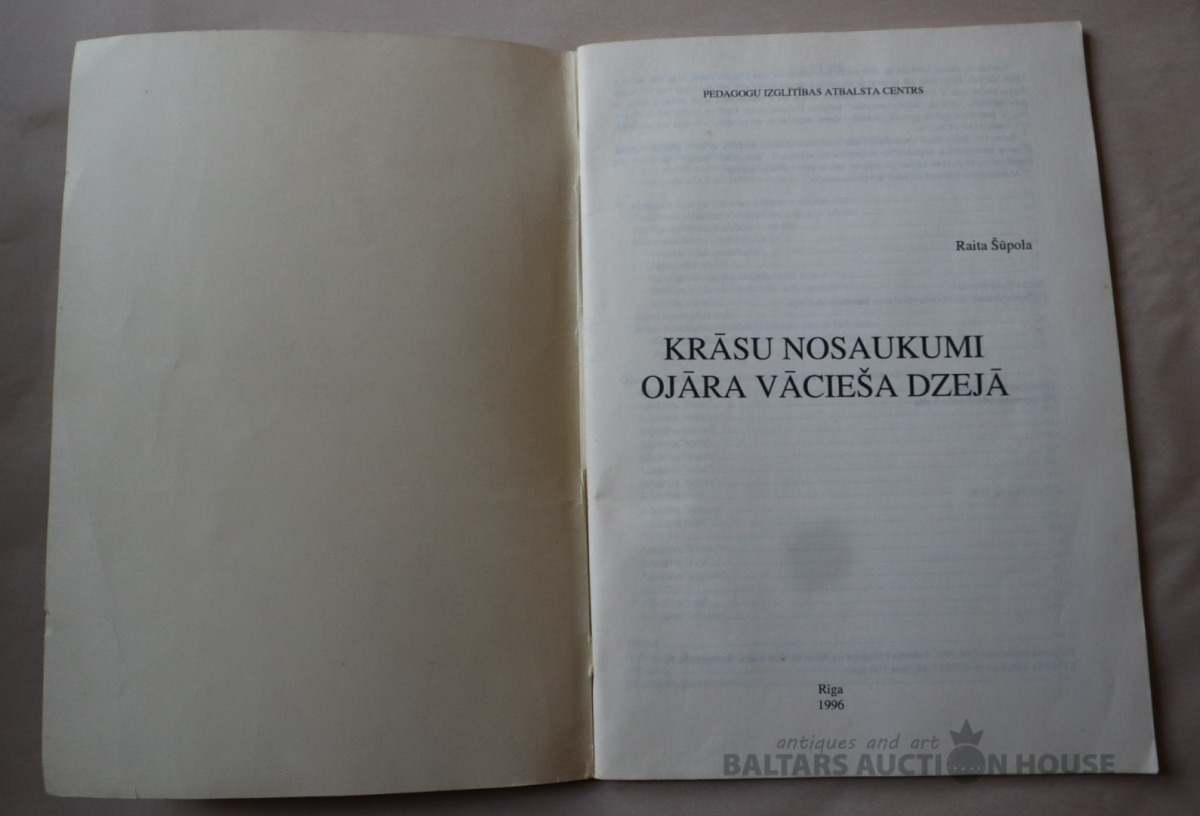 PEDAGOGU IZGLĪTĪBAS ATBALSTA CENTRS
Raita Šūpola
KRĀSU NOSAUKUMI
OJĀRA VĀCIEŠA DZEJĀ
Rīga
1996
antiques and art
BALTARS AUCTION HOUSE